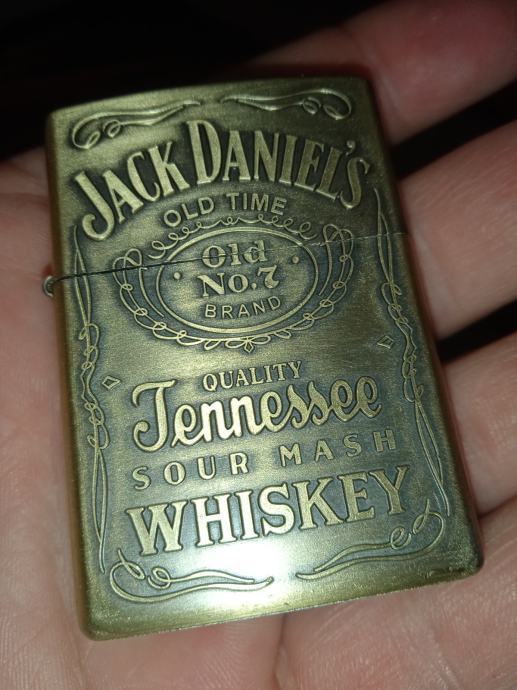 JACK DANIEL'S
OLD TIME
Old
No.7
BRAND
QUALITY
Tennessee
SOUR MASH
WHISKEY